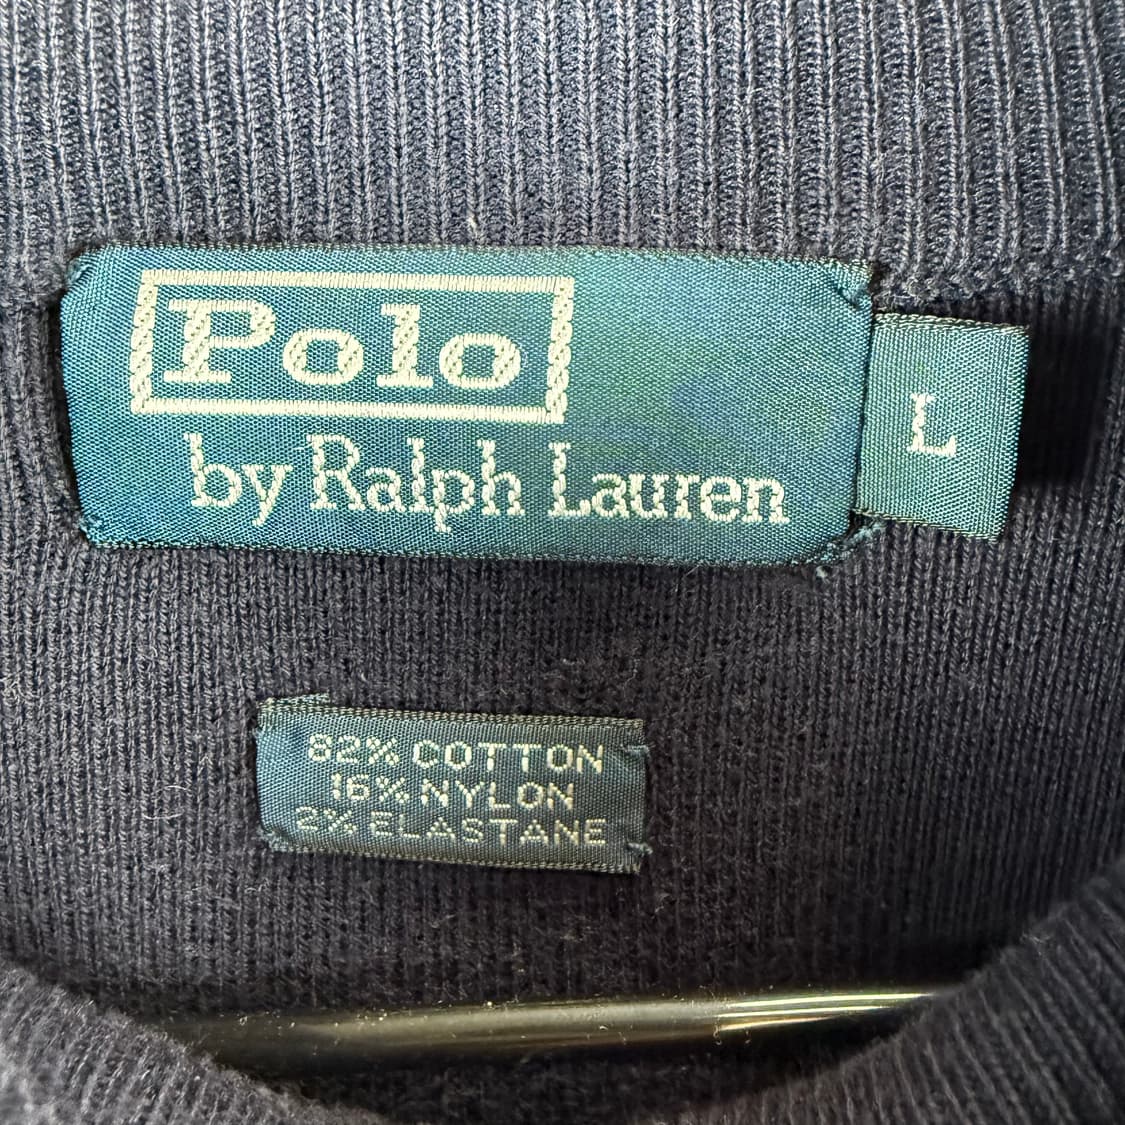 Polo
by Ralph Lauren
L
82% COTTON
16% NYLON
2% ELASTANE